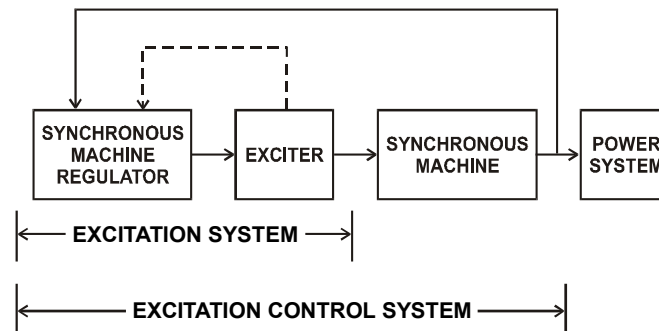 SYNCHRONOUS
MACHINE
REGULATOR
EXCITER
SYNCHRONOUS
MACHINE
POWER
SYSTEM
EXCITATION SYSTEM
EXCITATION CONTROL SYSTEM